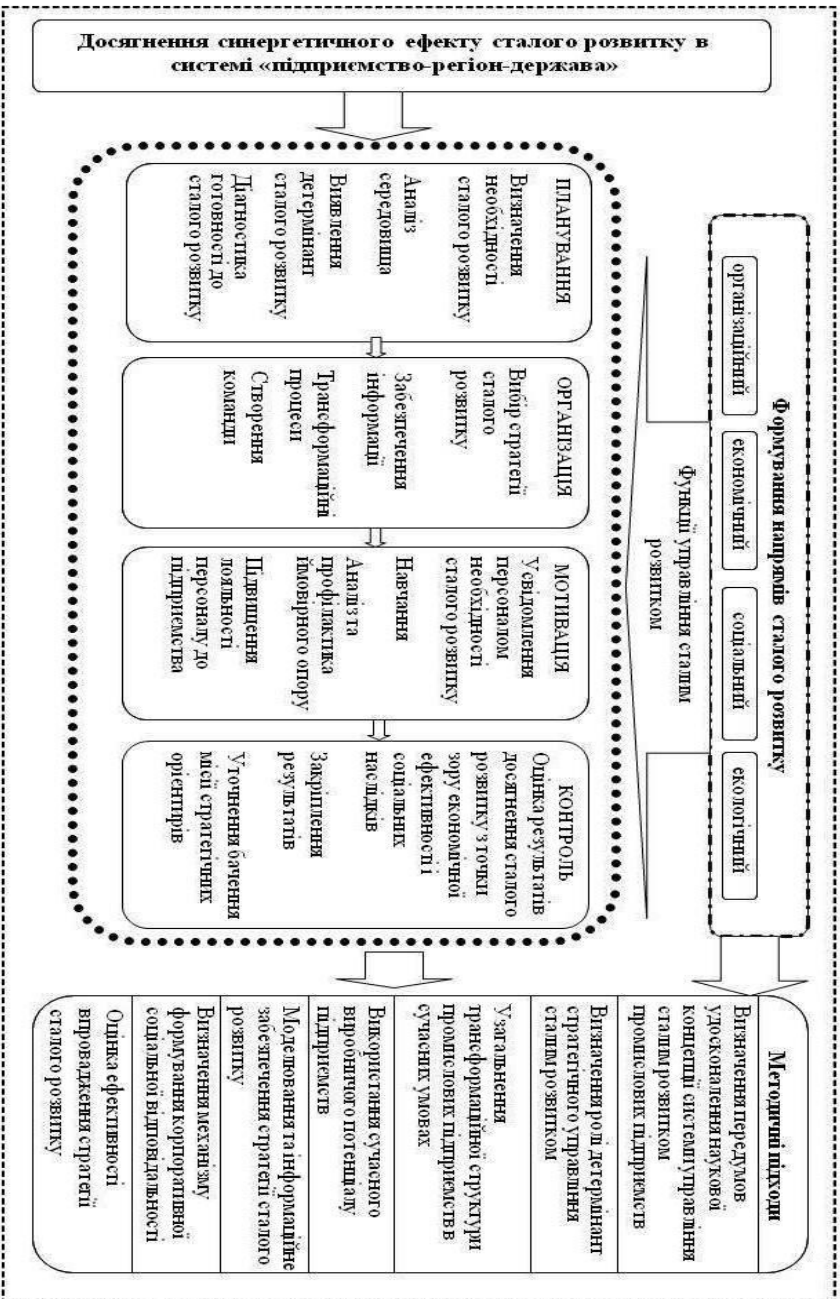 Досягнення синергетичного ефекту сталого розвитку в
системі «підприємство-регіон-держава»
Формування напрямів сталого розвитку
організаційний
економічний
соціальний
екологічний
Функції управління сталим
розвитком
ПЛАНУВАННЯ
Визначення
необхідності
сталого розвитку
Аналіз
середовища
Виявлення
детермінант
сталого розвитку
Діагностика
готовності до
сталого розвитку
ОРГАНІЗАЦІЯ
Вибір стратегії
сталого
розвитку
Забезпечення
інформації
Трансформаційні
процеси
Створення
команди
МОТИВАЦІЯ
Усвідомлення
персоналом
необхідності
сталого розвитку
Навчання
Аналіз та
профілактика
ймовірного опору
Підвищення
лояльності
персоналу до
підприємства
КОНТРОЛЬ
Оцінка результатів
досягнення сталого
розвитку з точки
зору економічної
ефективності і
соціальних
наслідків
Закріплення
результатів
Уточнення бачення
місії стратегічних
орієнтирів
Методичні підходи
Визначення передумов
удосконалення наукової
концепції системи управління
сталим розвитком
промислових підприємств
Визначення ролі детермінант
стратегічного управління
сталим розвитком
Узагальнення
трансформаційної структури
промислових підприємств в
сучасних умовах
Використання сучасного
виробничого потенціалу
підприємств
Моделювання та інформаційне
забезпечення стратегії сталого
розвитку
Визначення механізму
формування корпоративної
соціальної відповідальності
Оцінка ефективності
впровадження стратегії
сталого розвитку